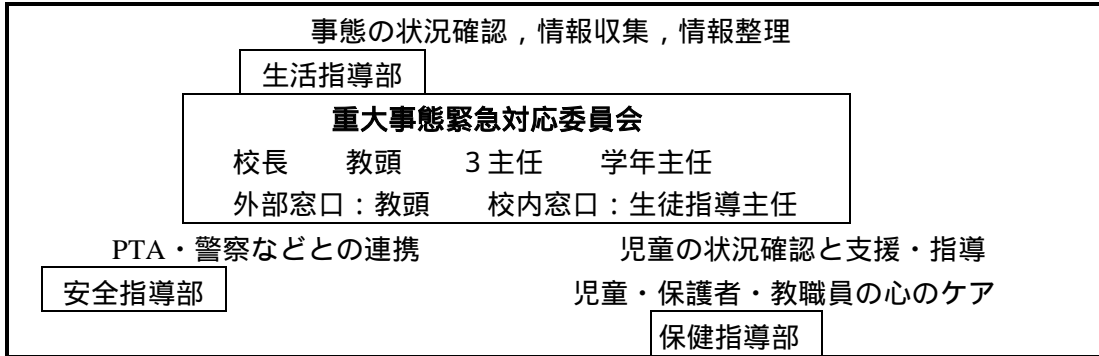 事態の状況確認，情報収集，情報整理
生活指導部
重大事態緊急対応委員会
校長　教頭　３主任　学年主任
外部窓口：教頭　校内窓口：生徒指導主任
PTA・警察などとの連携　児童の状況確認と支援・指導
安全指導部　児童・保護者・教職員の心のケア
保健指導部